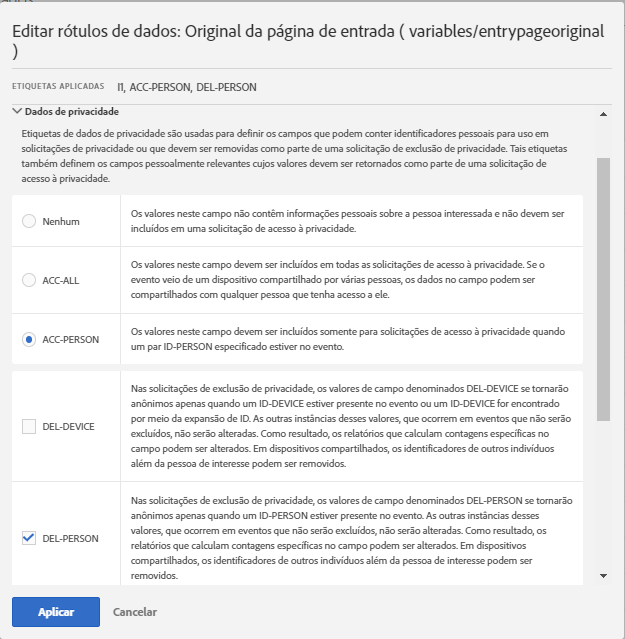 Editar rótulos de dados: Original da página de entrada ( variables/entrypageoriginal
)
ETIQUETAS APLICADAS I1, ACC-PERSON, DEL-PERSON
Dados de privacidade
Etiquetas de dados de privacidade são usadas para definir os campos que podem conter identificadores pessoais para uso em
solicitações de privacidade ou que devem ser removidas como parte de uma solicitação de exclusão de privacidade. Tais etiquetas
também definem os campos pessoalmente relevantes cujos valores devem ser retornados como parte de uma solicitação de
acesso à privacidade.
Nenhum
Os valores neste campo não contêm informações pessoais sobre a pessoa interessada e não devem ser
incluídos em uma solicitação de acesso à privacidade.
ACC-ALL
Os valores neste campo devem ser incluídos em todas as solicitações de acesso à privacidade. Se o
evento veio de um dispositivo compartilhado por várias pessoas, os dados no campo podem ser
compartilhados com qualquer pessoa que tenha acesso a ele.
ACC-PERSON
Os valores neste campo devem ser incluídos somente para solicitações de acesso à privacidade quando
um par ID-PERSON especificado estiver no evento.
DEL-DEVICE
Nas solicitações de exclusão de privacidade, os valores de campo denominados DEL-DEVICE se tornarão
anônimos apenas quando um ID-DEVICE estiver presente no evento ou um ID-DEVICE for encontrado
por meio da expansão de ID. As outras instâncias desses valores, que ocorrem em eventos que não serão
excluídos, não serão alteradas. Como resultado, os relatórios que calculam contagens específicas no
campo podem ser alterados. Em dispositivos compartilhados, os identificadores de outros indivíduos
além da pessoa de interesse podem ser removidos.
DEL-PERSON
Nas solicitações de exclusão de privacidade, os valores de campo denominados DEL-PERSON se tornarão
anônimos apenas quando um ID-PERSON estiver presente no evento. As outras instâncias desses
valores, que ocorrem em eventos que não serão excluídos, não serão alteradas. Como resultado, os
relatórios que calculam contagens específicas no campo podem ser alterados. Em dispositivos
compartilhados, os identificadores de outros indivíduos além da pessoa de interesse podem ser
removidos.
Aplicar Cancelar